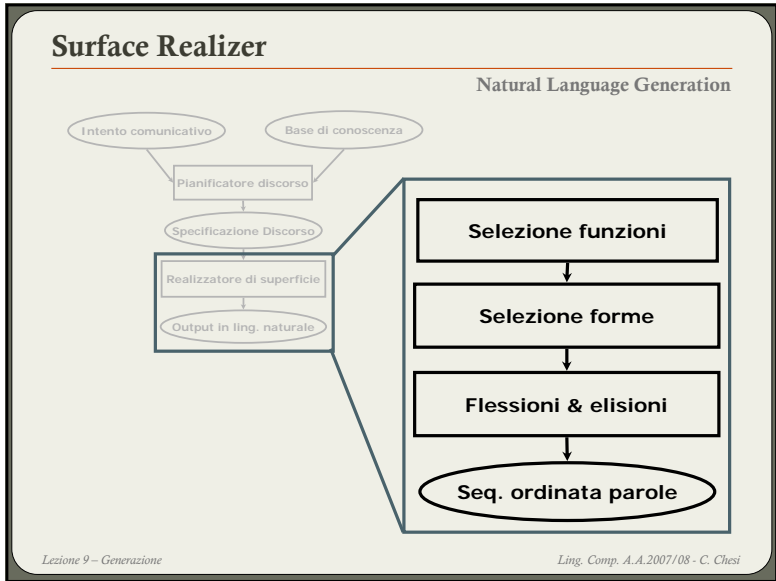 Surface Realizer
Natural Language Generation
Intento comunicativo
Base di conoscenza
Pianificatore discorso
Specificazione Discorso
Realizzatore di superficie
Output in ling. naturale
Selezione funzioni
Selezione forme
Flessioni & elisioni
Seq. ordinata parole
Lezione 9 – Generazione
Ling. Comp. A.A.2007/08 - C. Chesi